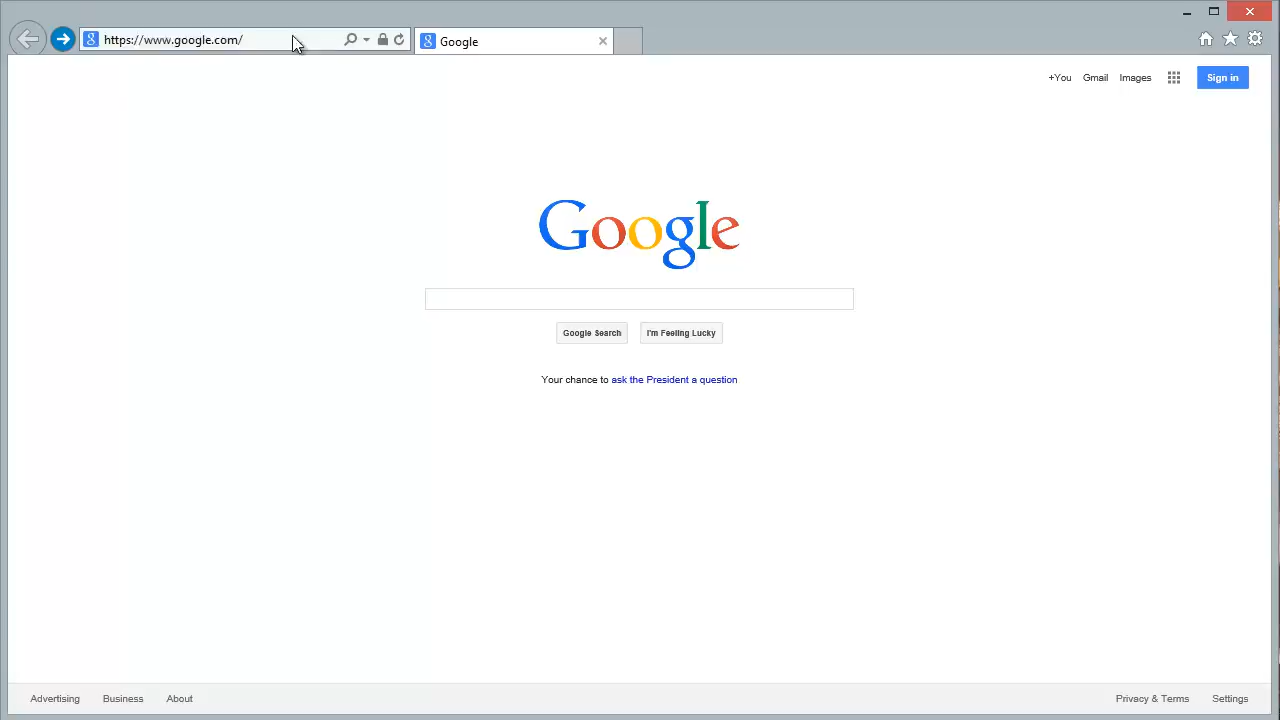 https://www.google.com/
Google
+You Gmail Images Sign in
Google
Google Search I'm Feeling Lucky
Your chance to ask the President a question
Advertising Business About Privacy & Terms Settings